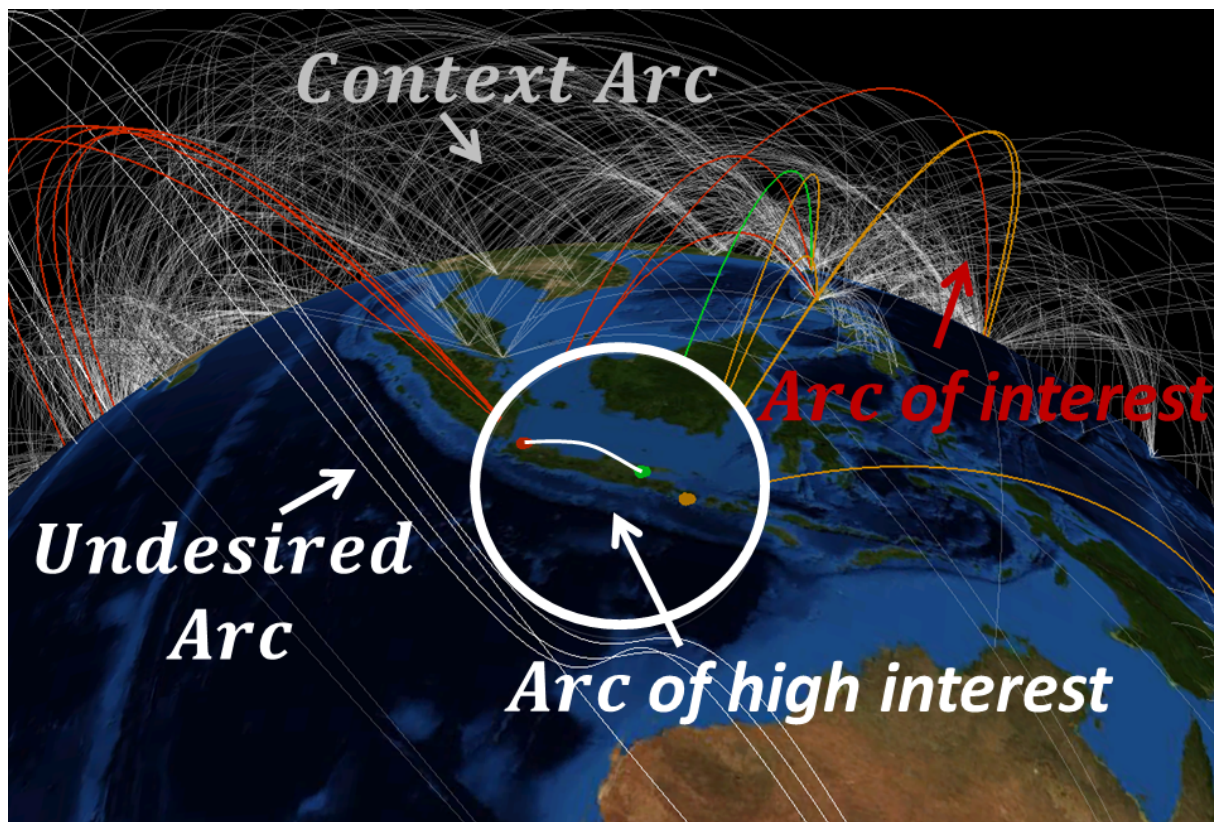 Context Arc
Arc of interest
Undesired
Arc
Arc of high interest